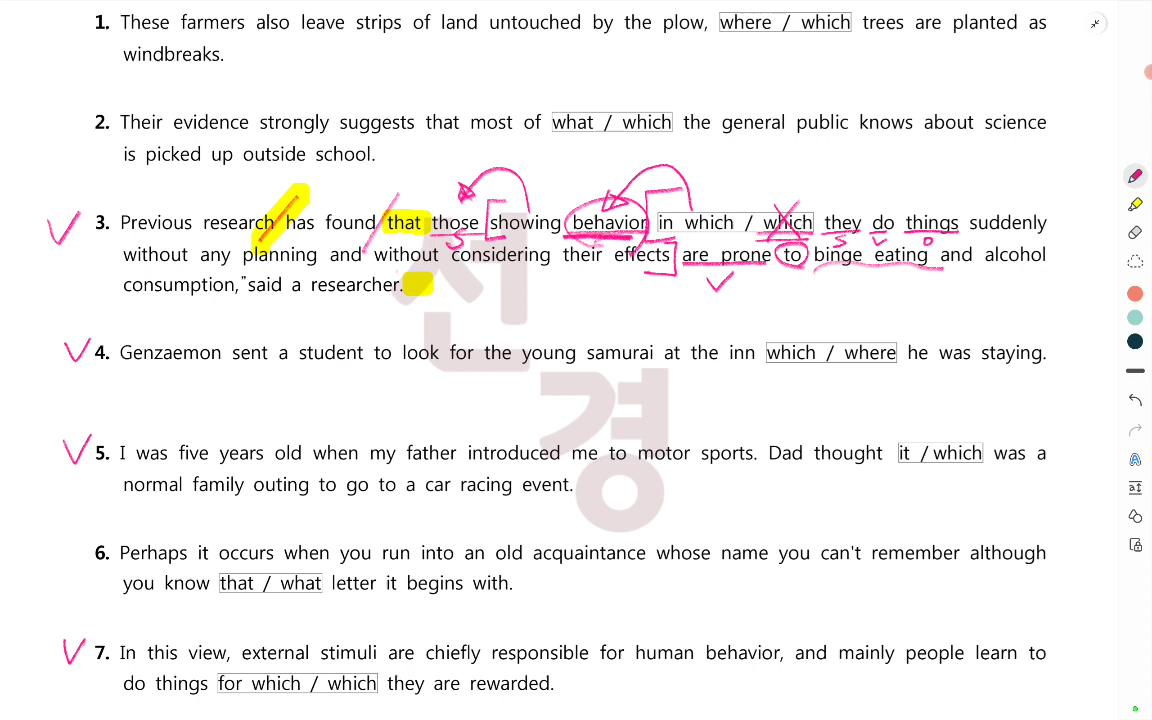 1. These farmers also leave strips of land untouched by the plow, where / which trees are planted as
windbreaks.
2. Their evidence strongly suggests that most of what / which the general public knows about science
is picked up outside school.
3. Previous research has found that those showing behavior in which / which they do things suddenly
without any planning and without considering their effects are prone to binge eating and alcohol
consumption,"said a researcher.
S S V O
선
4. Genzaemon sent a student to look for the young samurai at the inn which / where he was staying.
경
5. I was five years old when my father introduced me to motor sports. Dad thought it / which was a
normal family outing to go to a car racing event.
6. Perhaps it occurs when you run into an old acquaintance whose name you can't remember although
you know that / what letter it begins with.
7. In this view, external stimuli are chiefly responsible for human behavior, and mainly people learn to
do things for which / which they are rewarded.